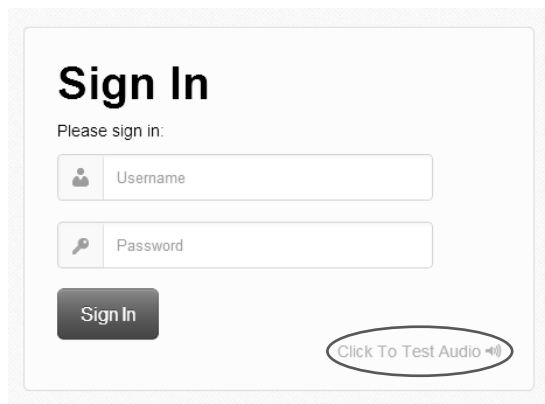 Sign In
Please sign in:
Username
Password
Sign In
Click To Test Audio